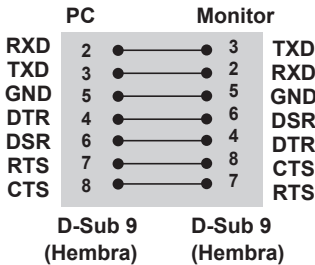 PC Monitor
RXD 2 3 TXD
TXD 3 2 RXD
GND 5 5 GND
DTR 4 6 DSR
DSR 6 4 DTR
RTS 7 8 CTS
CTS 8 7 RTS
D-Sub 9 D-Sub 9
(Hembra) (Hembra)